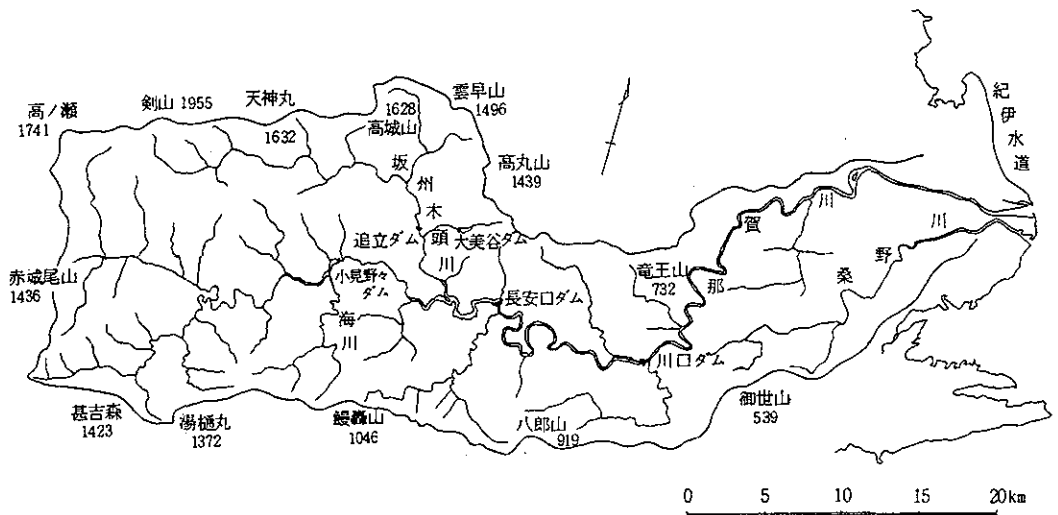 高ノ瀬
1741
剣山 1955
天神丸
1632
1628
高城山
雲早山
1496
高丸山
1439
紀伊水道
坂州木頭川
追立ダム
大美谷ダム
赤城尾山
1436
小見野々
ダム
海川
長安口ダム
竜王山
732
那賀川
桑野川
川口ダム
甚吉森
1423
湯桶丸
1372
鰻轟山
1046
八郎山
919
御世山
539
0 5 10 15 20km